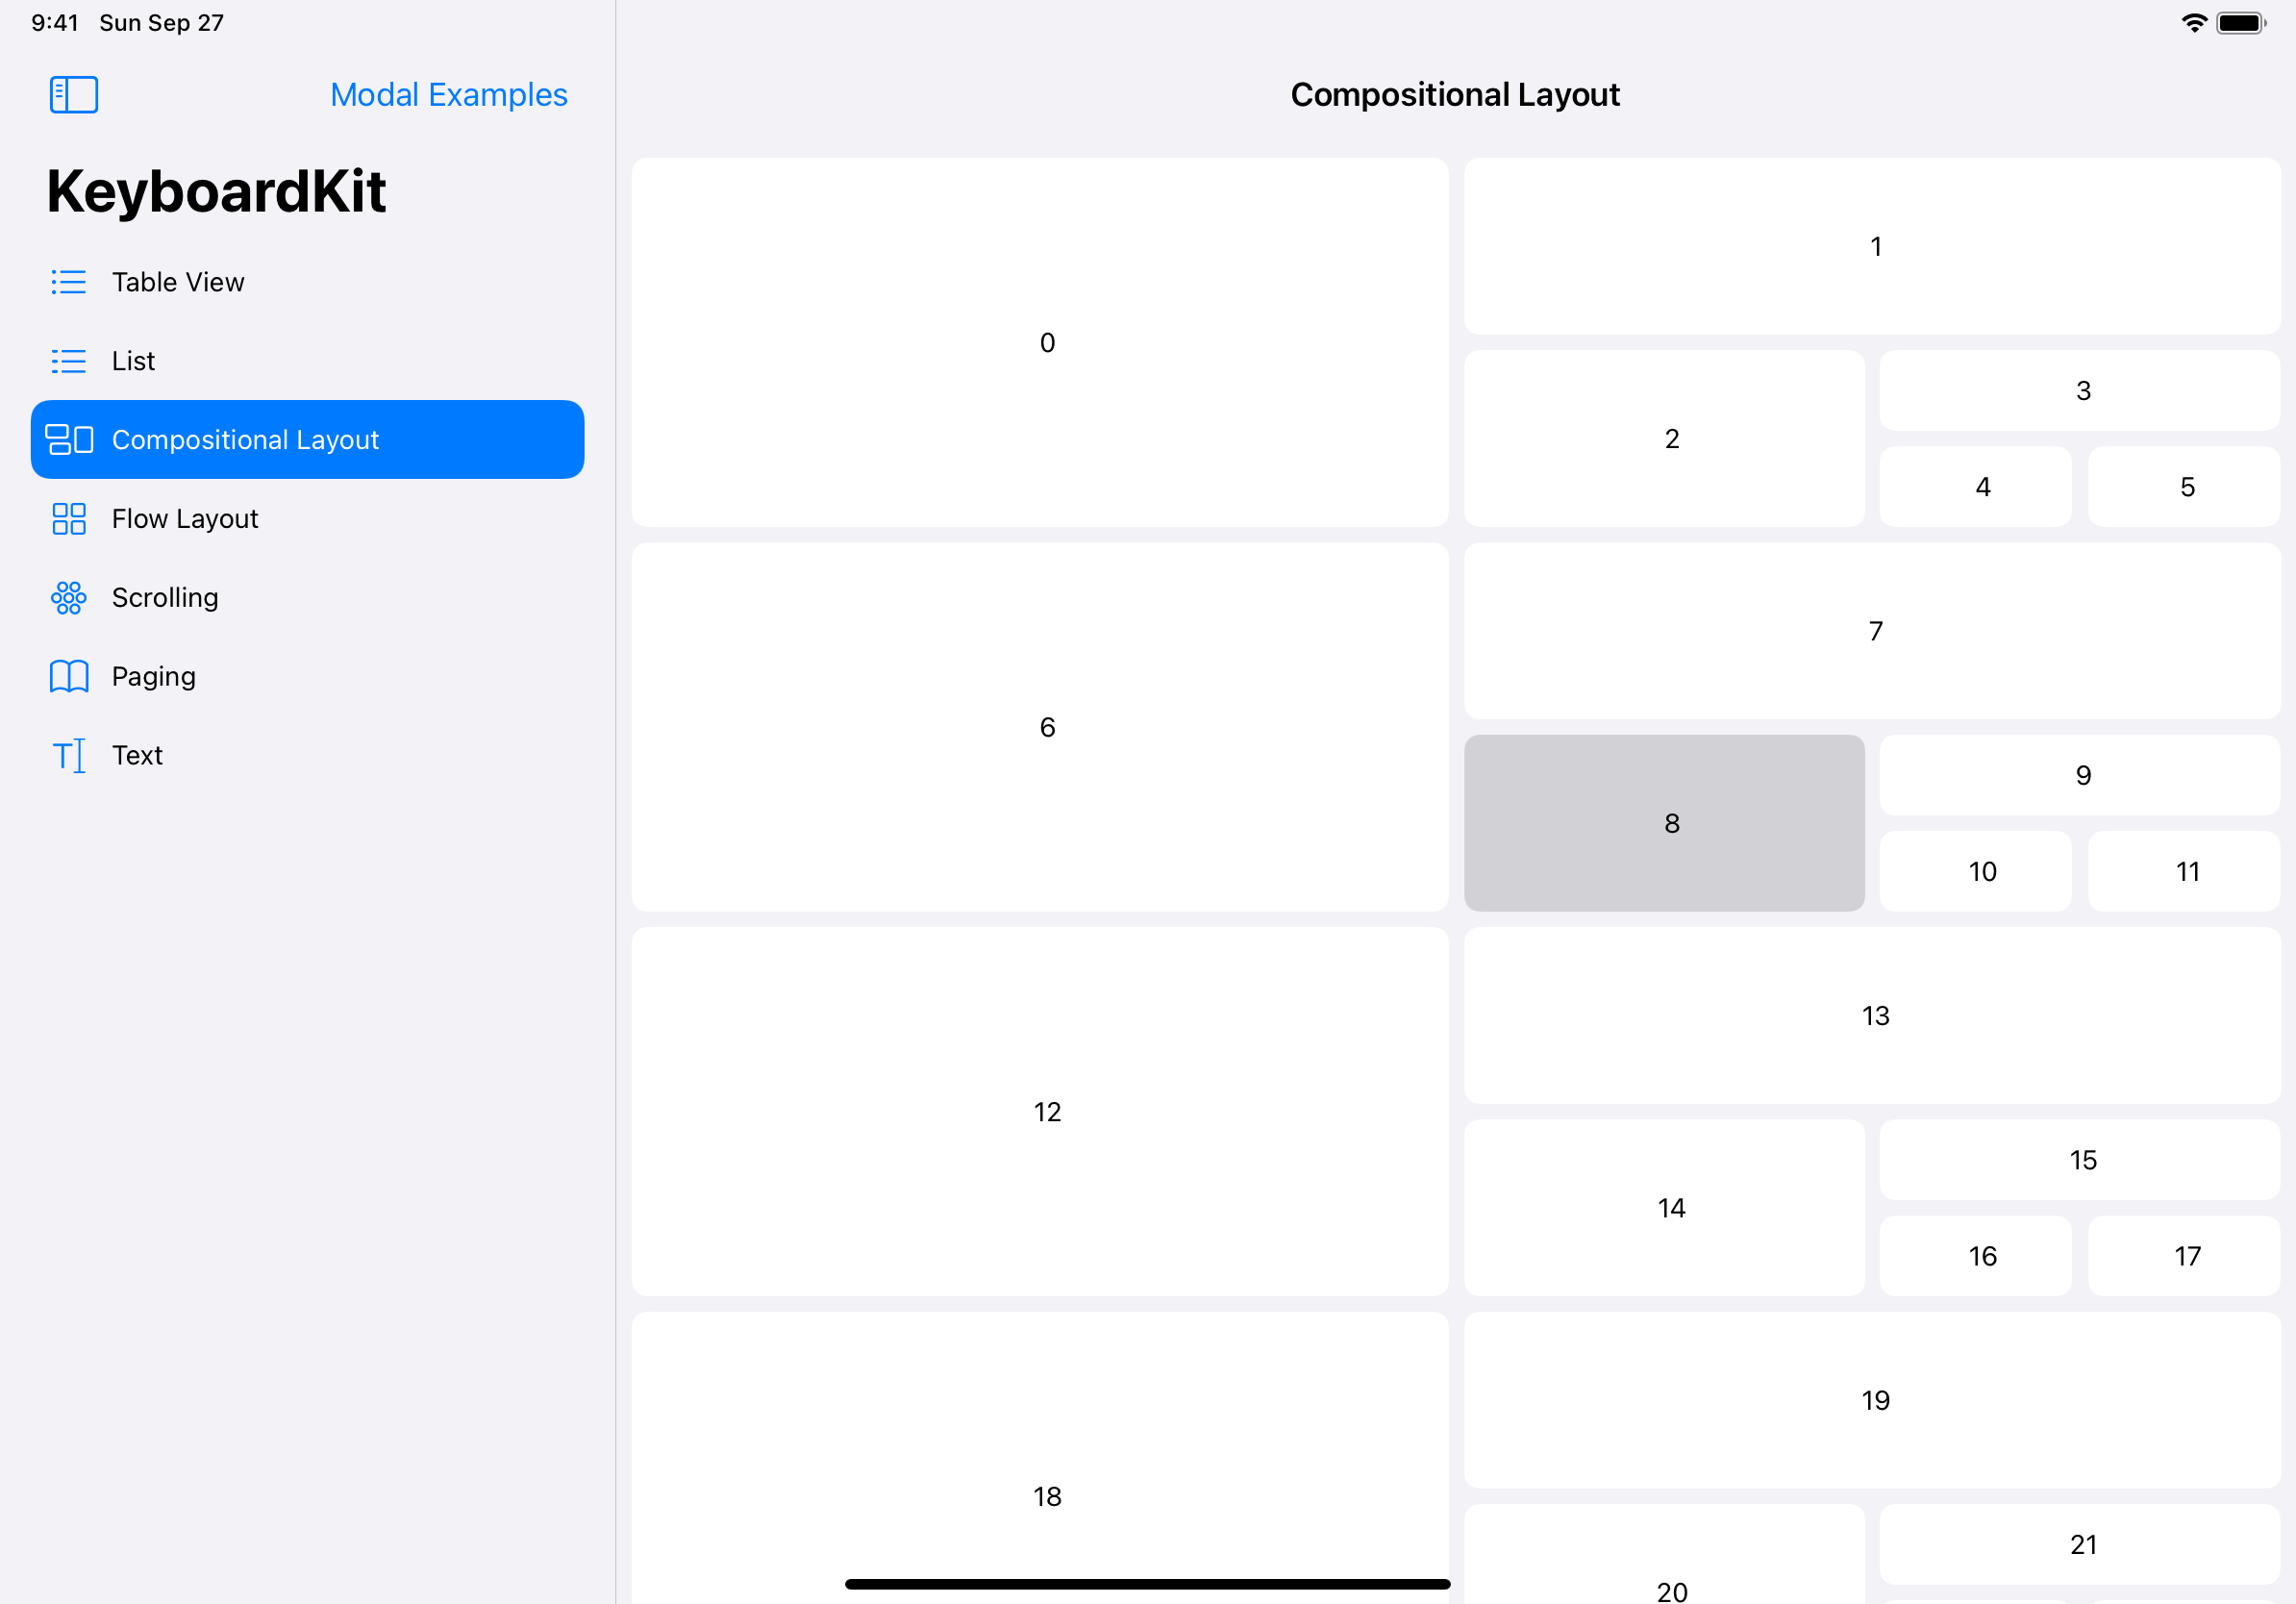 9:41 Sun Sep 27
Modal Examples
KeyboardKit
Table View
List
Compositional Layout
Flow Layout
Scrolling
Paging
Text
Compositional Layout
0
1
2
3
4
5
6
7
8
9
10
11
12
13
14
15
16
17
18
19
20
21